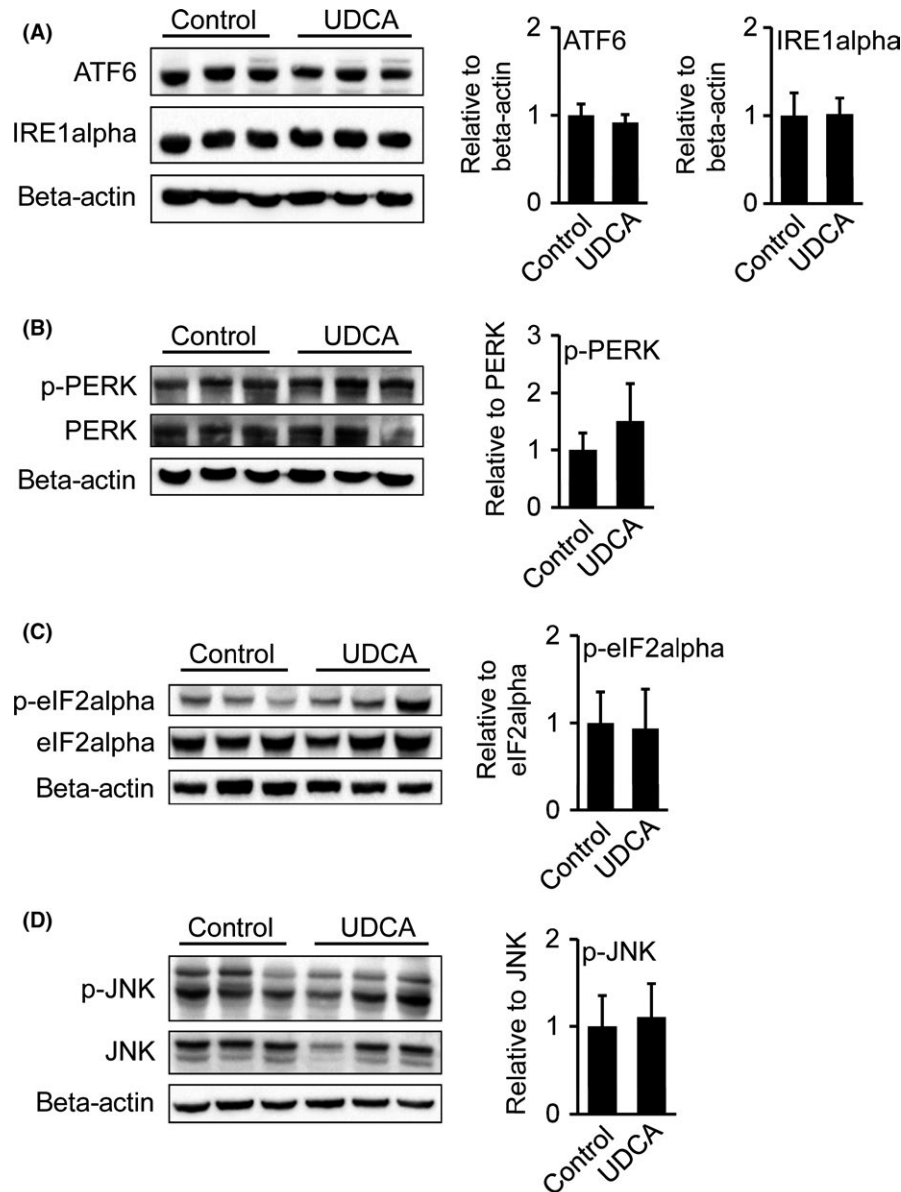 (A)
Control UDCA
ATF6
IRE1alpha
Beta-actin
Relative to
beta-actin
2
1
0
ATF6
Control
UDCA
Relative to
beta-actin
2
1
0
IRE1alpha
Control
UDCA
(B)
Control UDCA
p-PERK
PERK
Beta-actin
Relative to PERK
3
2
1
0
p-PERK
Control
UDCA
(C)
Control UDCA
p-eIF2alpha
eIF2alpha
Beta-actin
Relative to
eIF2alpha
2
1
0
p-eIF2alpha
Control
UDCA
(D)
Control UDCA
p-JNK
JNK
Beta-actin
Relative to JNK
2
1
0
p-JNK
Control
UDCA